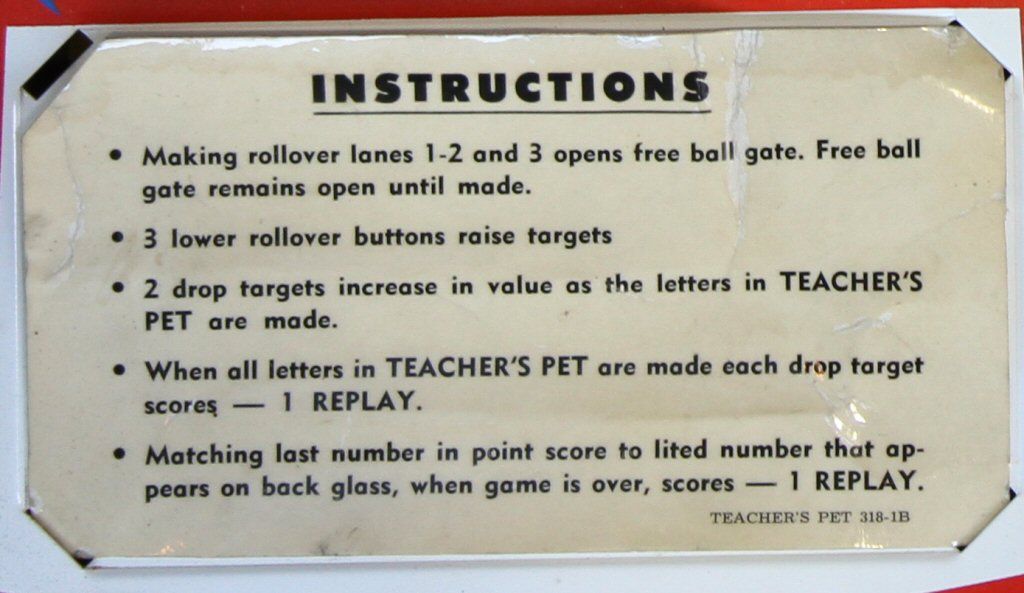 INSTRUCTIONS
• Making rollover lanes 1-2 and 3 opens free ball gate. Free ball
gate remains open until made.
• 3 lower rollover buttons raise targets
• 2 drop targets increase in value as the letters in TEACHER'S
PET are made.
• When all letters in TEACHER'S PET are made each drop target
scores — 1 REPLAY.
• Matching last number in point score to lited number that ap-
pears on back glass, when game is over, scores — 1 REPLAY.
TEACHER'S PET 318-1B